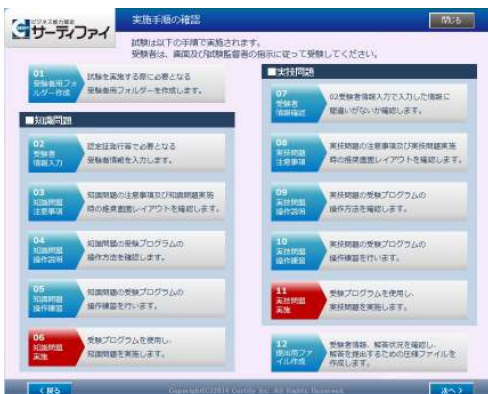 ビジネス能力認定
サーティファイ
実施手順の確認
閉じる
試験は以下の手順で実施されます。
受験者は、画面及び試験監督者の指示に従って受験してください。
01
受験者用フォ
ルダー作成
試験を実施する際に必要となる
受験者用フォルダーを作成します。
■知識問題
02
受験者
情報入力
認定証発行等で必要となる
受験者情報を入力します。
03
知識問題
注意事項
知識問題の注意事項及び知識問題実施
時の推奨画面レイアウトを確認します。
04
知識問題
操作説明
知識問題の受験プログラムの
操作方法を確認します。
05
知識問題
操作練習
知識問題の受験プログラムの
操作練習を行います。
06
知識問題
実施
受験プログラムを使用し、
知識問題を実施します。
■実技問題
07
受験者
情報確認
02受験者情報入力で入力した情報に
間違いがないか確認します。
08
実技問題
注意事項
実技問題の注意事項及び実技問題実施
時の推奨画面レイアウトを確認します。
09
実技問題
操作説明
実技問題の受験プログラムの
操作方法を確認します。
10
実技問題
操作練習
実技問題の受験プログラムの
操作練習を行います。
11
実技問題
実施
受験プログラムを使用し、
実技問題を実施します。
12
提出用ファ
イル作成
受験者情報、解答状況を確認し、
解答を提出するための圧縮ファイルを
作成します。
< 戻る
Copyright(C)2014 Certify Inc. All Rights Reserved.
次へ >